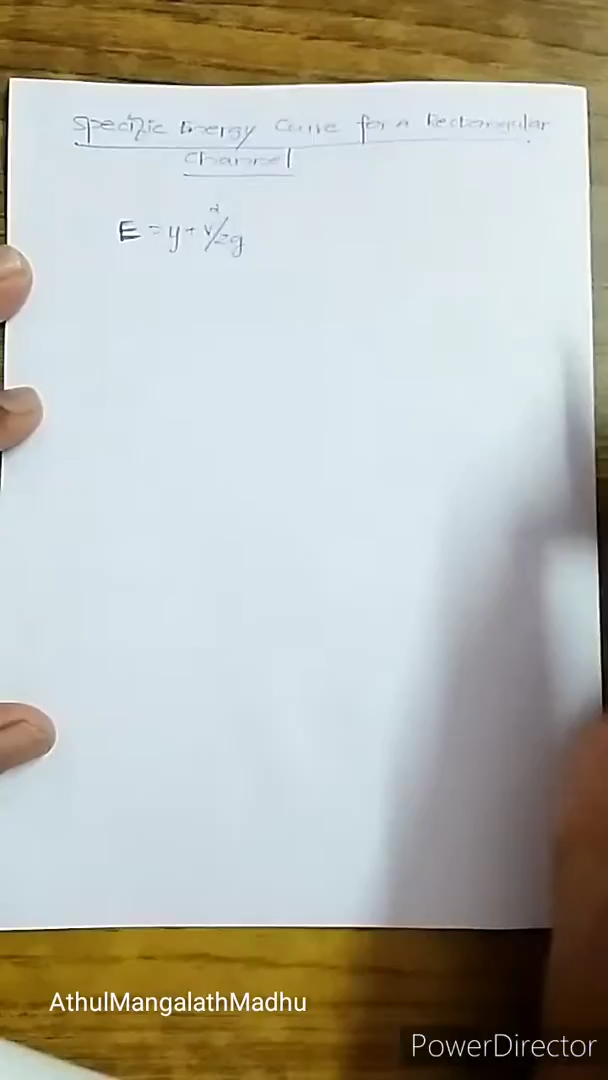 Specific Energy Curve for a Rectangular
Channel
E = y + v²/2g
AthulMangalathMadhu
PowerDirector